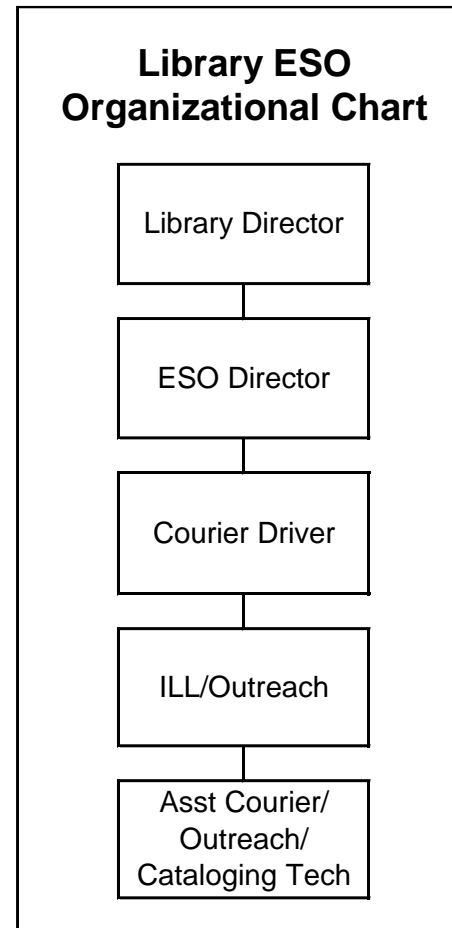 Library ESO
Organizational Chart
Library Director
ESO Director
Courier Driver
ILL/Outreach
Asst Courier/
Outreach/
Cataloging Tech